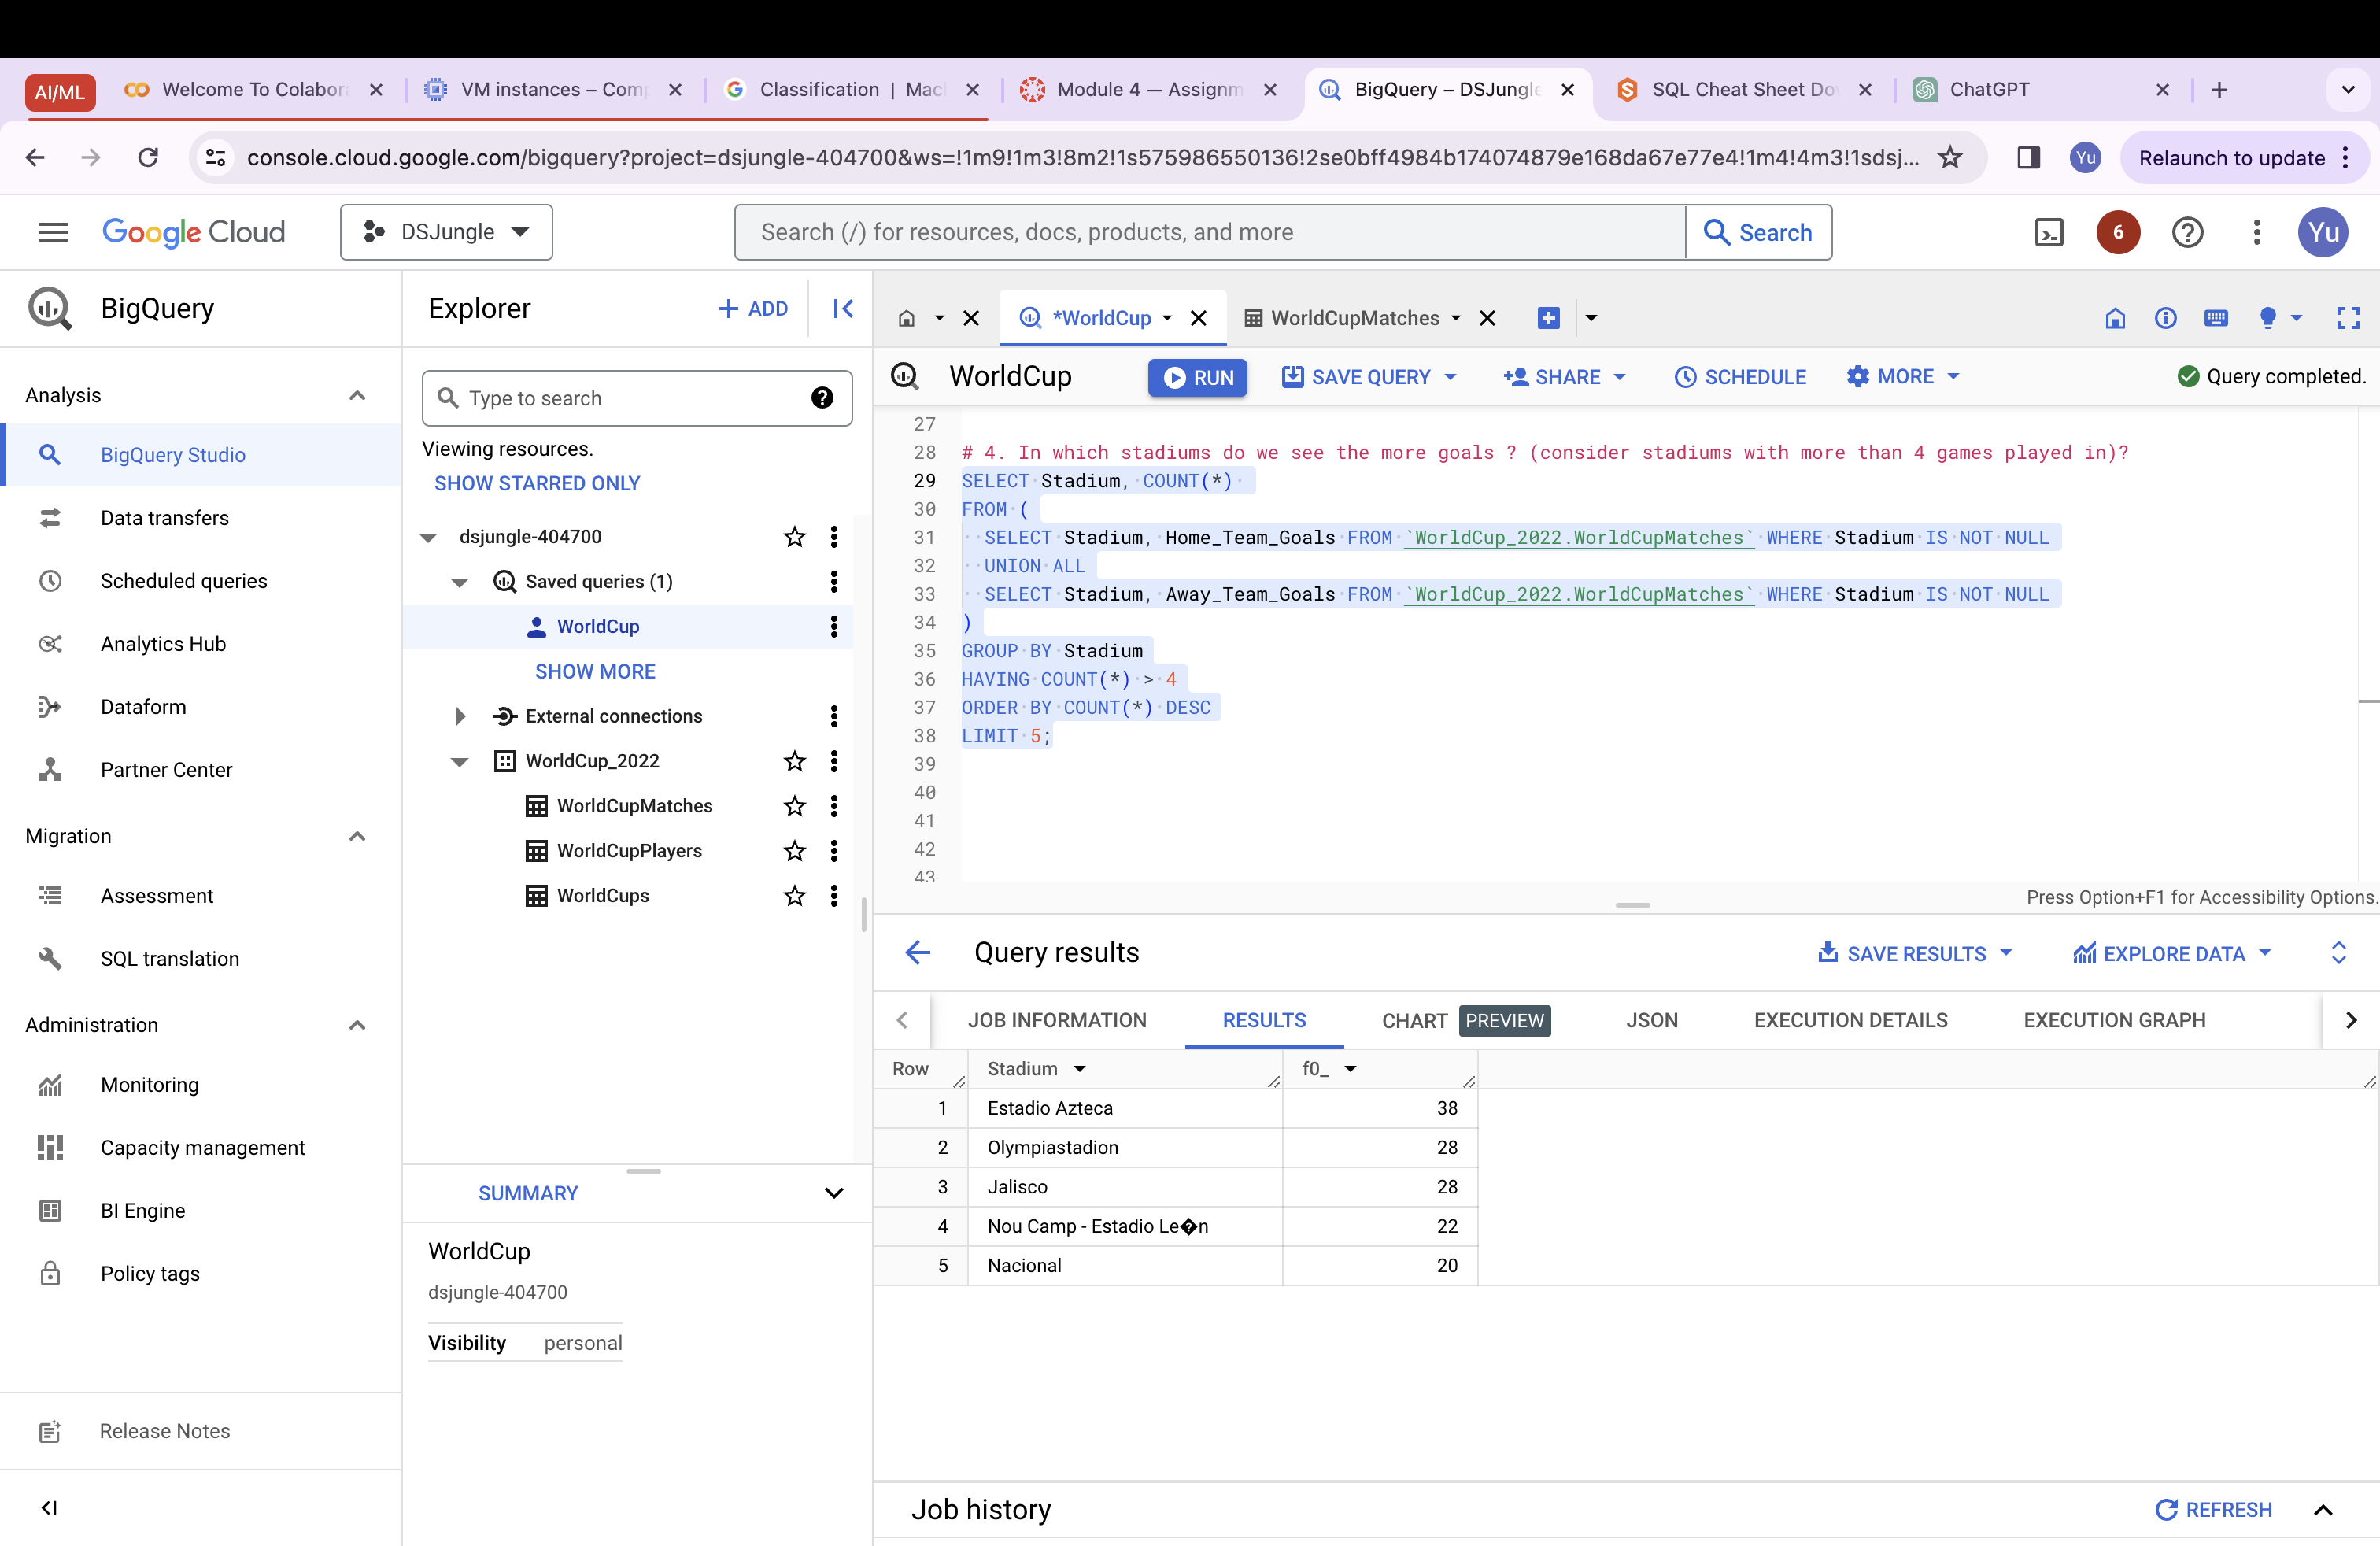 AI/ML
Welcome To Colabora
VM instances – Comp
Classification | Mac
Module 4 — Assignm
BigQuery – DSJungle
SQL Cheat Sheet Do
ChatGPT
console.cloud.google.com/bigquery?project=dsjungle-404700&ws=!1m9!1m3!8m2!1s575986550136!2se0bff4984b174074879e168da67e77e4!1m4!4m3!1sdsj...
Yu
Relaunch to update
Google Cloud
DSJungle
Search (/) for resources, docs, products, and more
Search
6
Yu
BigQuery
Analysis
BigQuery Studio
Data transfers
Scheduled queries
Analytics Hub
Dataform
Partner Center
Migration
Assessment
SQL translation
Administration
Monitoring
Capacity management
BI Engine
Policy tags
Release Notes
Explorer
+ ADD
Type to search
Viewing resources.
SHOW STARRED ONLY
dsjungle-404700
Saved queries (1)
WorldCup
SHOW MORE
External connections
WorldCup_2022
WorldCupMatches
WorldCupPlayers
WorldCups
SUMMARY
WorldCup
dsjungle-404700
Visibility personal
*WorldCup
WorldCupMatches
WorldCup
RUN
SAVE QUERY
SHARE
SCHEDULE
MORE
Query completed.
27
28 # 4. In which stadiums do we see the more goals ? (consider stadiums with more than 4 games played in)?
29 SELECT Stadium, COUNT(*)
30 FROM (
31 SELECT Stadium, Home_Team_Goals FROM `WorldCup_2022.WorldCupMatches` WHERE Stadium IS NOT NULL
32 UNION ALL
33 SELECT Stadium, Away_Team_Goals FROM `WorldCup_2022.WorldCupMatches` WHERE Stadium IS NOT NULL
34 )
35 GROUP BY Stadium
36 HAVING COUNT(*) > 4
37 ORDER BY COUNT(*) DESC
38 LIMIT 5;
39
40
41
42
43
Press Option+F1 for Accessibility Options.
Query results
SAVE RESULTS
EXPLORE DATA
JOB INFORMATION
RESULTS
CHART PREVIEW
JSON
EXECUTION DETAILS
EXECUTION GRAPH
Row Stadium f0_
1 Estadio Azteca 38
2 Olympiastadion 28
3 Jalisco 28
4 Nou Camp - Estadio Le�n 22
5 Nacional 20
Job history
REFRESH